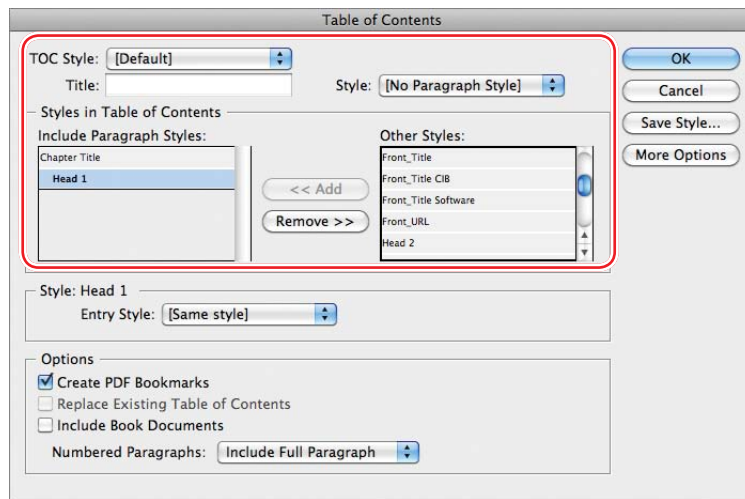 Table of Contents
TOC Style: [Default]
Title:
Style: [No Paragraph Style]
OK
Cancel
Save Style...
More Options
Styles in Table of Contents
Include Paragraph Styles:
Chapter Title
Head 1
<< Add
Remove >>
Other Styles:
Front_Title
Front_Title CIB
Front_Title Software
Front_URL
Head 2
Style: Head 1
Entry Style: [Same style]
Options
Create PDF Bookmarks
Replace Existing Table of Contents
Include Book Documents
Numbered Paragraphs: Include Full Paragraph